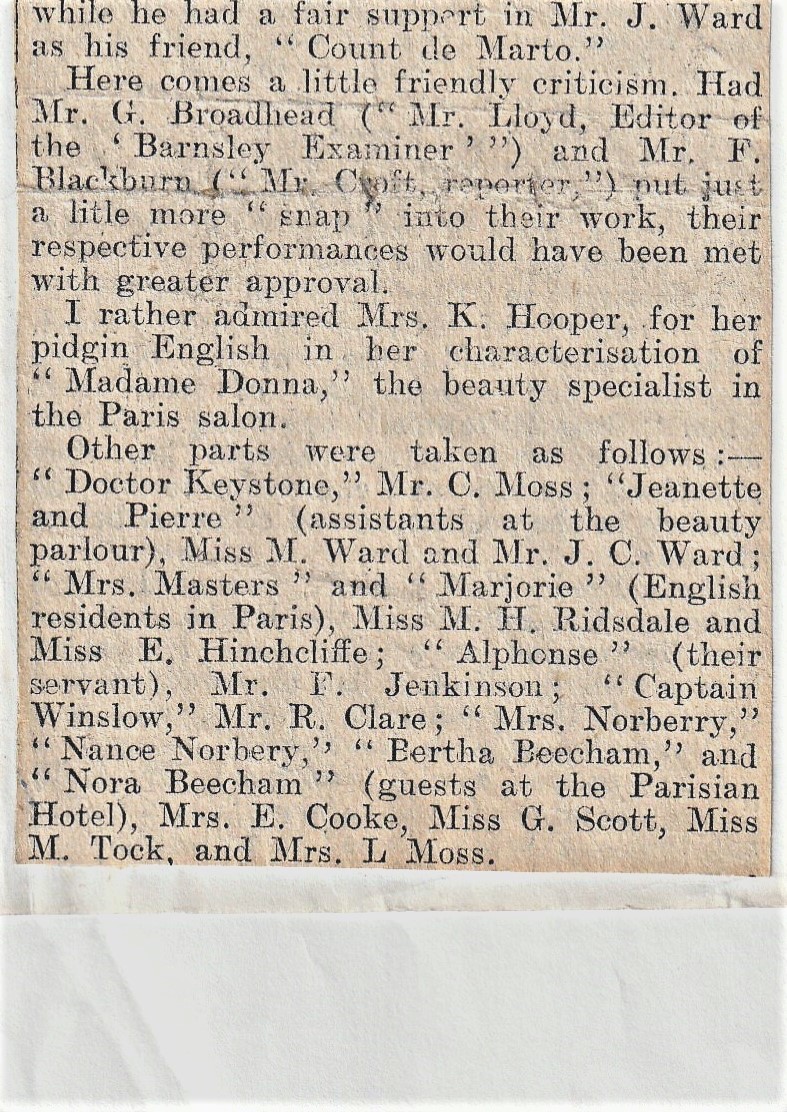 while he had a fair support in Mr. J. Ward
as his friend, “ Count de Marto.”
Here comes a little friendly criticism. Had
Mr. G. Broadhead (“ Mr. Lloyd, Editor of
the ‘ Barnsley Examiner ’ ”) and Mr. F.
Blackburn (“ Mr. Croft, reporter,”) put just
a litle more “ snap ” into their work, their
respective performances would have been met
with greater approval.
I rather admired Mrs. K. Hooper, for her
pidgin English in her characterisation of
“ Madame Donna,” the beauty specialist in
the Paris salon.
Other parts were taken as follows :—
“ Doctor Keystone,” Mr. C. Moss ; “Jeanette
and Pierre ” (assistants at the beauty
parlour), Miss M. Ward and Mr. J. C. Ward ;
“ Mrs. Masters ” and “ Marjorie ” (English
residents in Paris), Miss M. H. Ridsdale and
Miss E. Hinchcliffe ; “ Alphonse ” (their
servant), Mr. F. Jenkinson ; “ Captain
Winslow,” Mr. R. Clare ; “ Mrs. Norberry,”
“ Nance Norbery,” “ Bertha Beecham,” and
“ Nora Beecham ” (guests at the Parisian
Hotel), Mrs. E. Cooke, Miss G. Scott, Miss
M. Tock, and Mrs. L Moss.